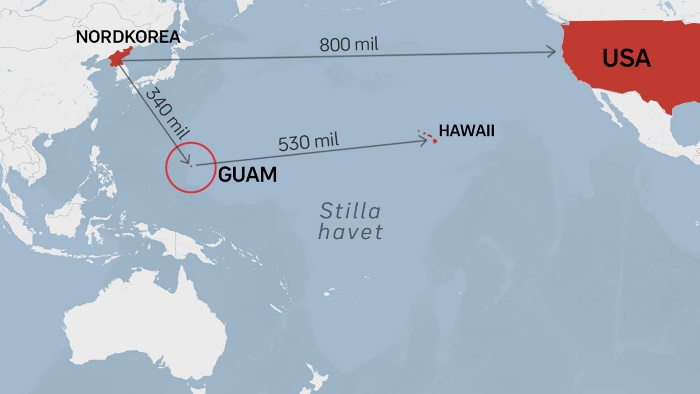 NORDKOREA
800 mil
USA
340 mil
530 mil
HAWAII
GUAM
Stilla
havet